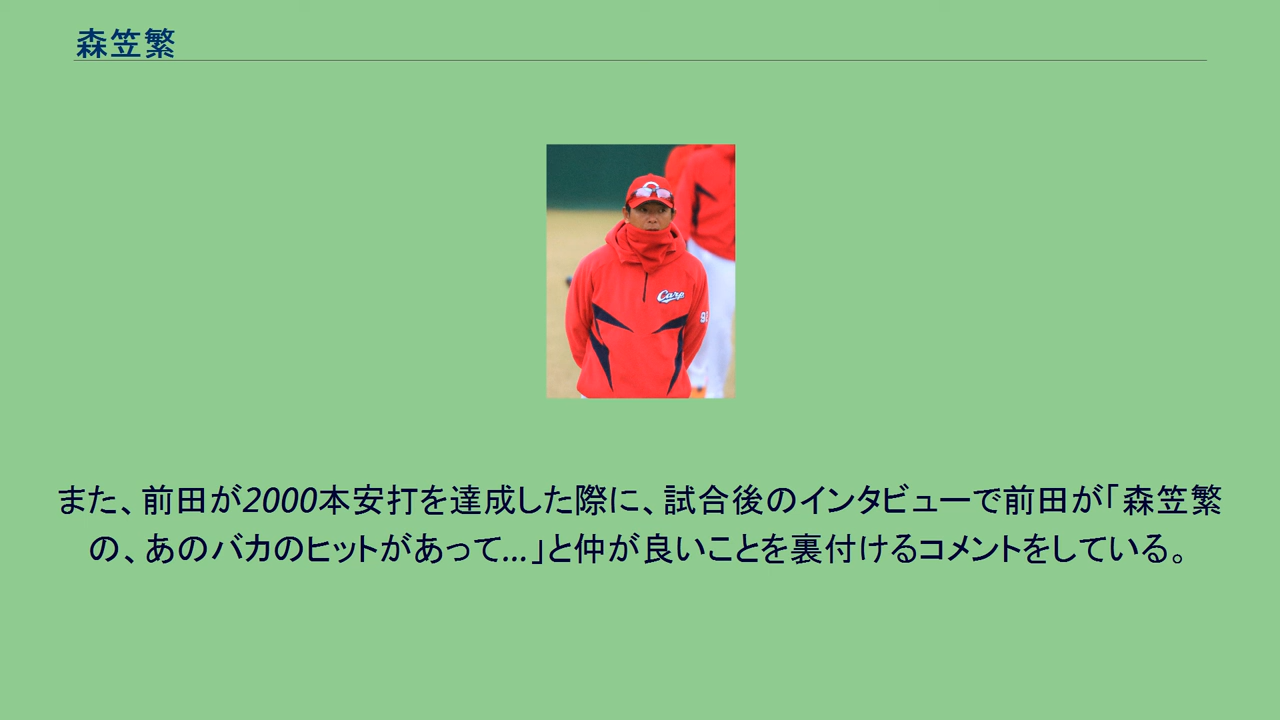 森笠繁
Carp
また、前田が2000本安打を達成した際に、試合後のインタビューで前田が「森笠繁
の、あのバカのヒットがあって…」と仲が良いことを裏付けるコメントをしている。